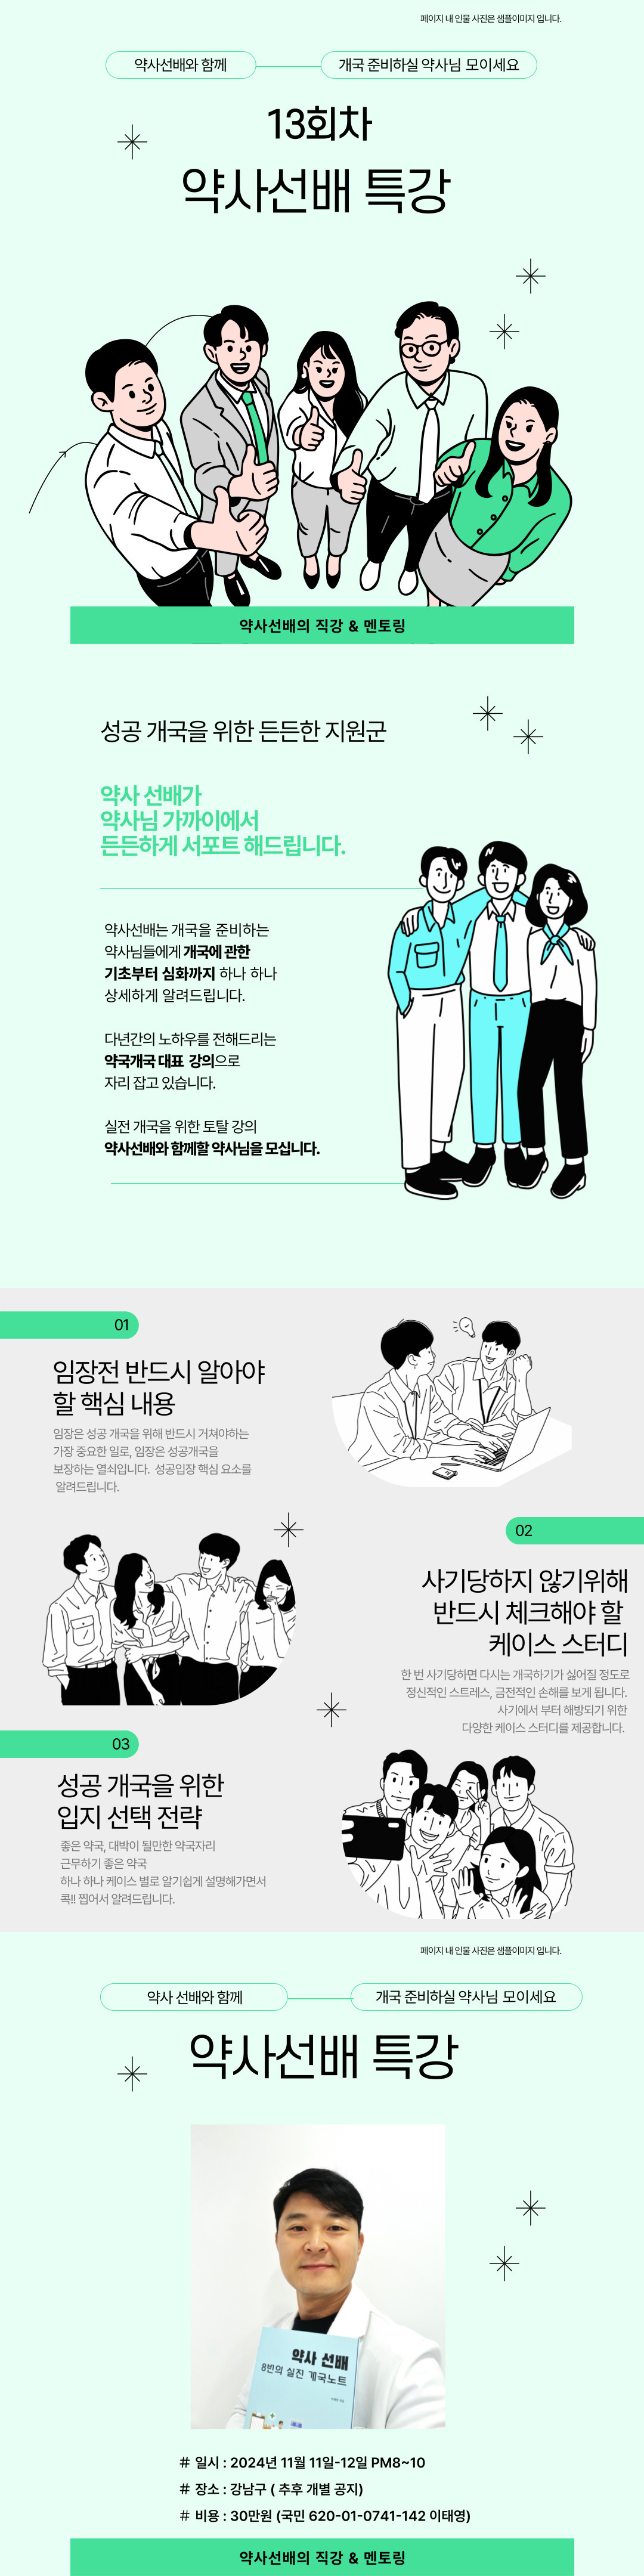 페이지 내 인물 사진은 샘플이미지 입니다.
약사선배와 함께
개국 준비하실 약사님 모이세요
13회차
약사선배 특강
약사선배의 직강 & 멘토링
성공 개국을 위한 든든한 지원군
약사 선배가
약사님 가까이에서
든든하게 서포트 해드립니다.
약사선배는 개국을 준비하는
약사님들에게 개국에 관한
기초부터 심화까지 하나 하나
상세하게 알려드립니다.
다년간의 노하우를 전해드리는
약국개국 대표 강의으로
자리 잡고 있습니다.
실전 개국을 위한 토탈 강의
약사선배와 함께할 약사님을 모십니다.
01
임장전 반드시 알아야
할 핵심 내용
임장은 성공 개국을 위해 반드시 거쳐야하는
가장 중요한 일로, 임장은 성공개국을
보장하는 열쇠입니다. 성공입장 핵심 요소를
알려드립니다.
02
사기당하지 않기위해
반드시 체크해야 할
케이스 스터디
한 번 사기당하면 다시는 개국하기가 싫어질 정도로
정신적인 스트레스, 금전적인 손해를 보게 됩니다.
사기에서 부터 해방되기 위한
다양한 케이스 스터디를 제공합니다.
03
성공 개국을 위한
입지 선택 전략
좋은 약국, 대박이 될만한 약국자리
근무하기 좋은 약국
하나 하나 케이스 별로 알기쉽게 설명해가면서
콕!! 찝어서 알려드립니다.
페이지 내 인물 사진은 샘플이미지 입니다.
약사 선배와 함께
개국 준비하실 약사님 모이세요
약사선배 특강
약사 선배
8번의 실전 개국노트
# 일시 : 2024년 11월 11일-12일 PM8~10
# 장소 : 강남구 ( 추후 개별 공지)
# 비용 : 30만원 (국민 620-01-0741-142 이태영)
약사선배의 직강 & 멘토링